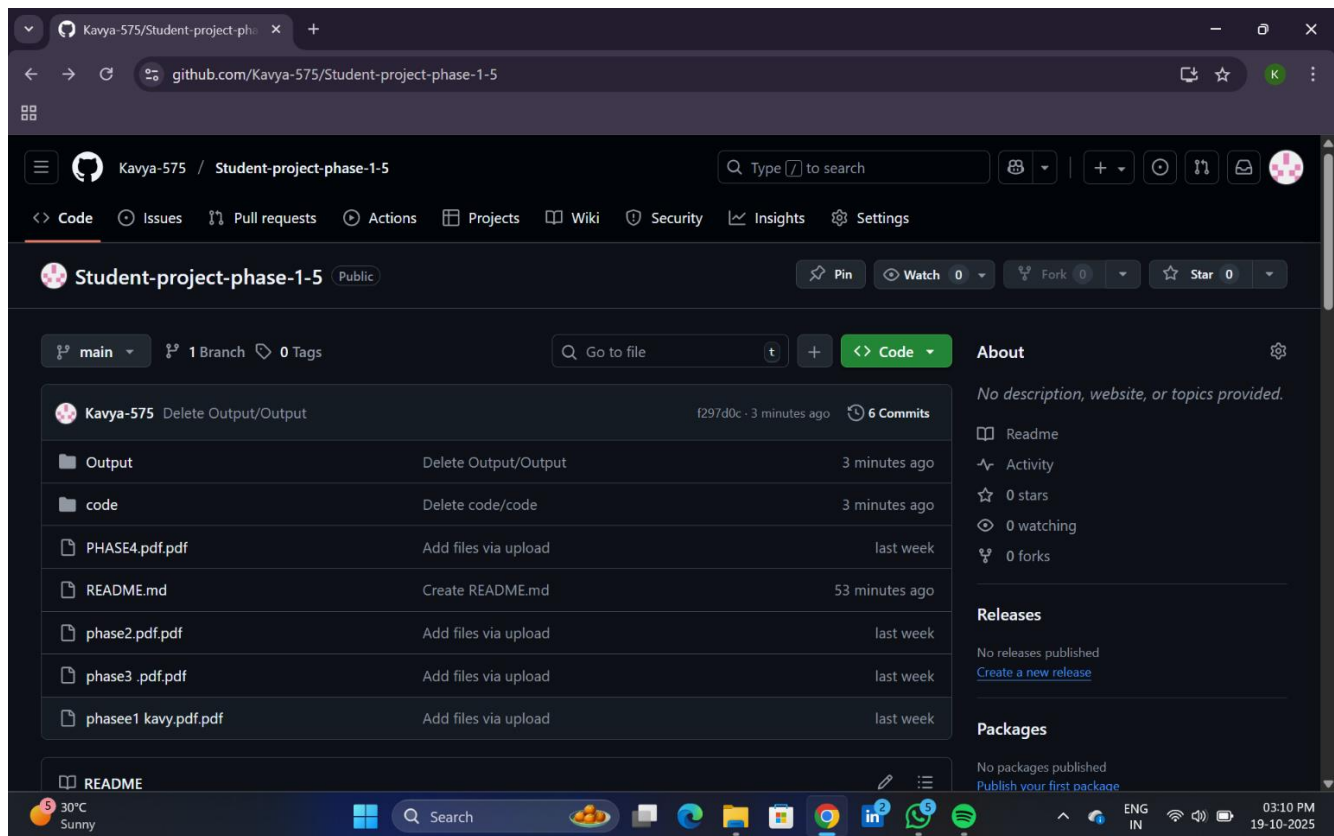 Kavya-575/Student-project-pha
github.com/Kavya-575/Student-project-phase-1-5
K
Kavya-575 / Student-project-phase-1-5
Type / to search
Code Issues Pull requests Actions Projects Wiki Security Insights Settings
Student-project-phase-1-5 Public
Pin Watch 0 Fork 0 Star 0
main 1 Branch 0 Tags
Go to file t
Code
Kavya-575 Delete Output/Output f297d0c · 3 minutes ago 6 Commits
Output Delete Output/Output 3 minutes ago
code Delete code/code 3 minutes ago
PHASE4.pdf.pdf Add files via upload last week
README.md Create README.md 53 minutes ago
phase2.pdf.pdf Add files via upload last week
phase3 .pdf.pdf Add files via upload last week
phasee1 kavy.pdf.pdf Add files via upload last week
README
About
No description, website, or topics provided.
Readme
Activity
0 stars
0 watching
0 forks
Releases
No releases published
Create a new release
Packages
No packages published
Publish your first package
5
30°C
Sunny
Search
in 2
5
ENG
IN
03:10 PM
19-10-2025